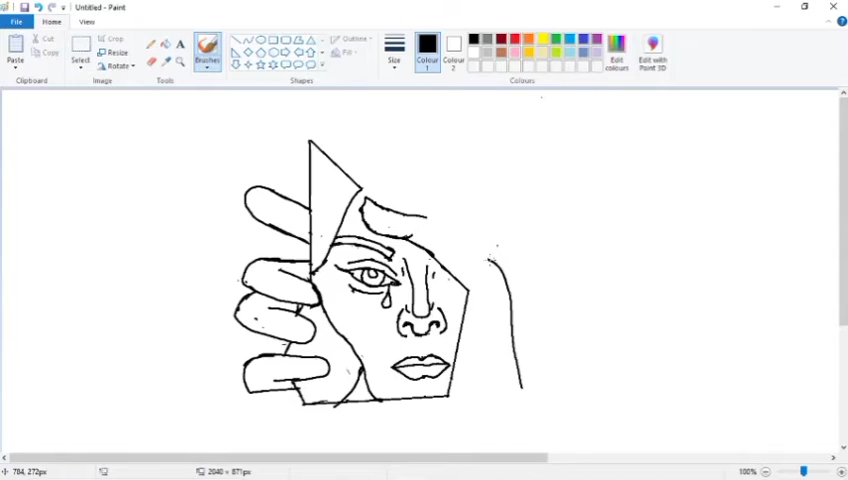 Untitled - Paint
File
Home
View
Paste
Cut
Copy
Clipboard
Select
Crop
Resize
Rotate
Image
A
Tools
Brushes
Outline
Fill
Shapes
Size
Colour 1
Colour 2
Edit colours
Edit with Paint 3D
Colours
784, 272px
2040 × 871px
100%